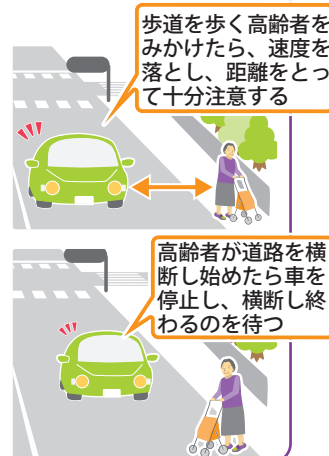 歩道を歩く高齢者を
みかけたら、速度を
落とし、距離をとっ
て十分注意する
高齢者が道路を横
断し始めたら車を
停止し、横断し終
わるのを待つ